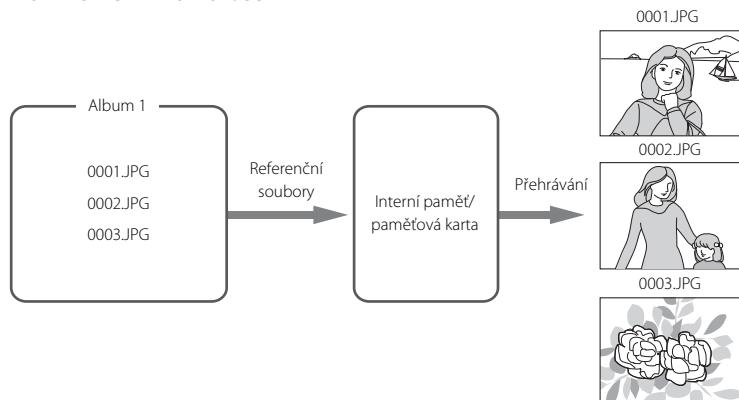 Album 1
0001.JPG
0002.JPG
0003.JPG
Referenční
soubory
Interní paměť/
paměťová karta
Přehrávání
0001.JPG
0002.JPG
0003.JPG